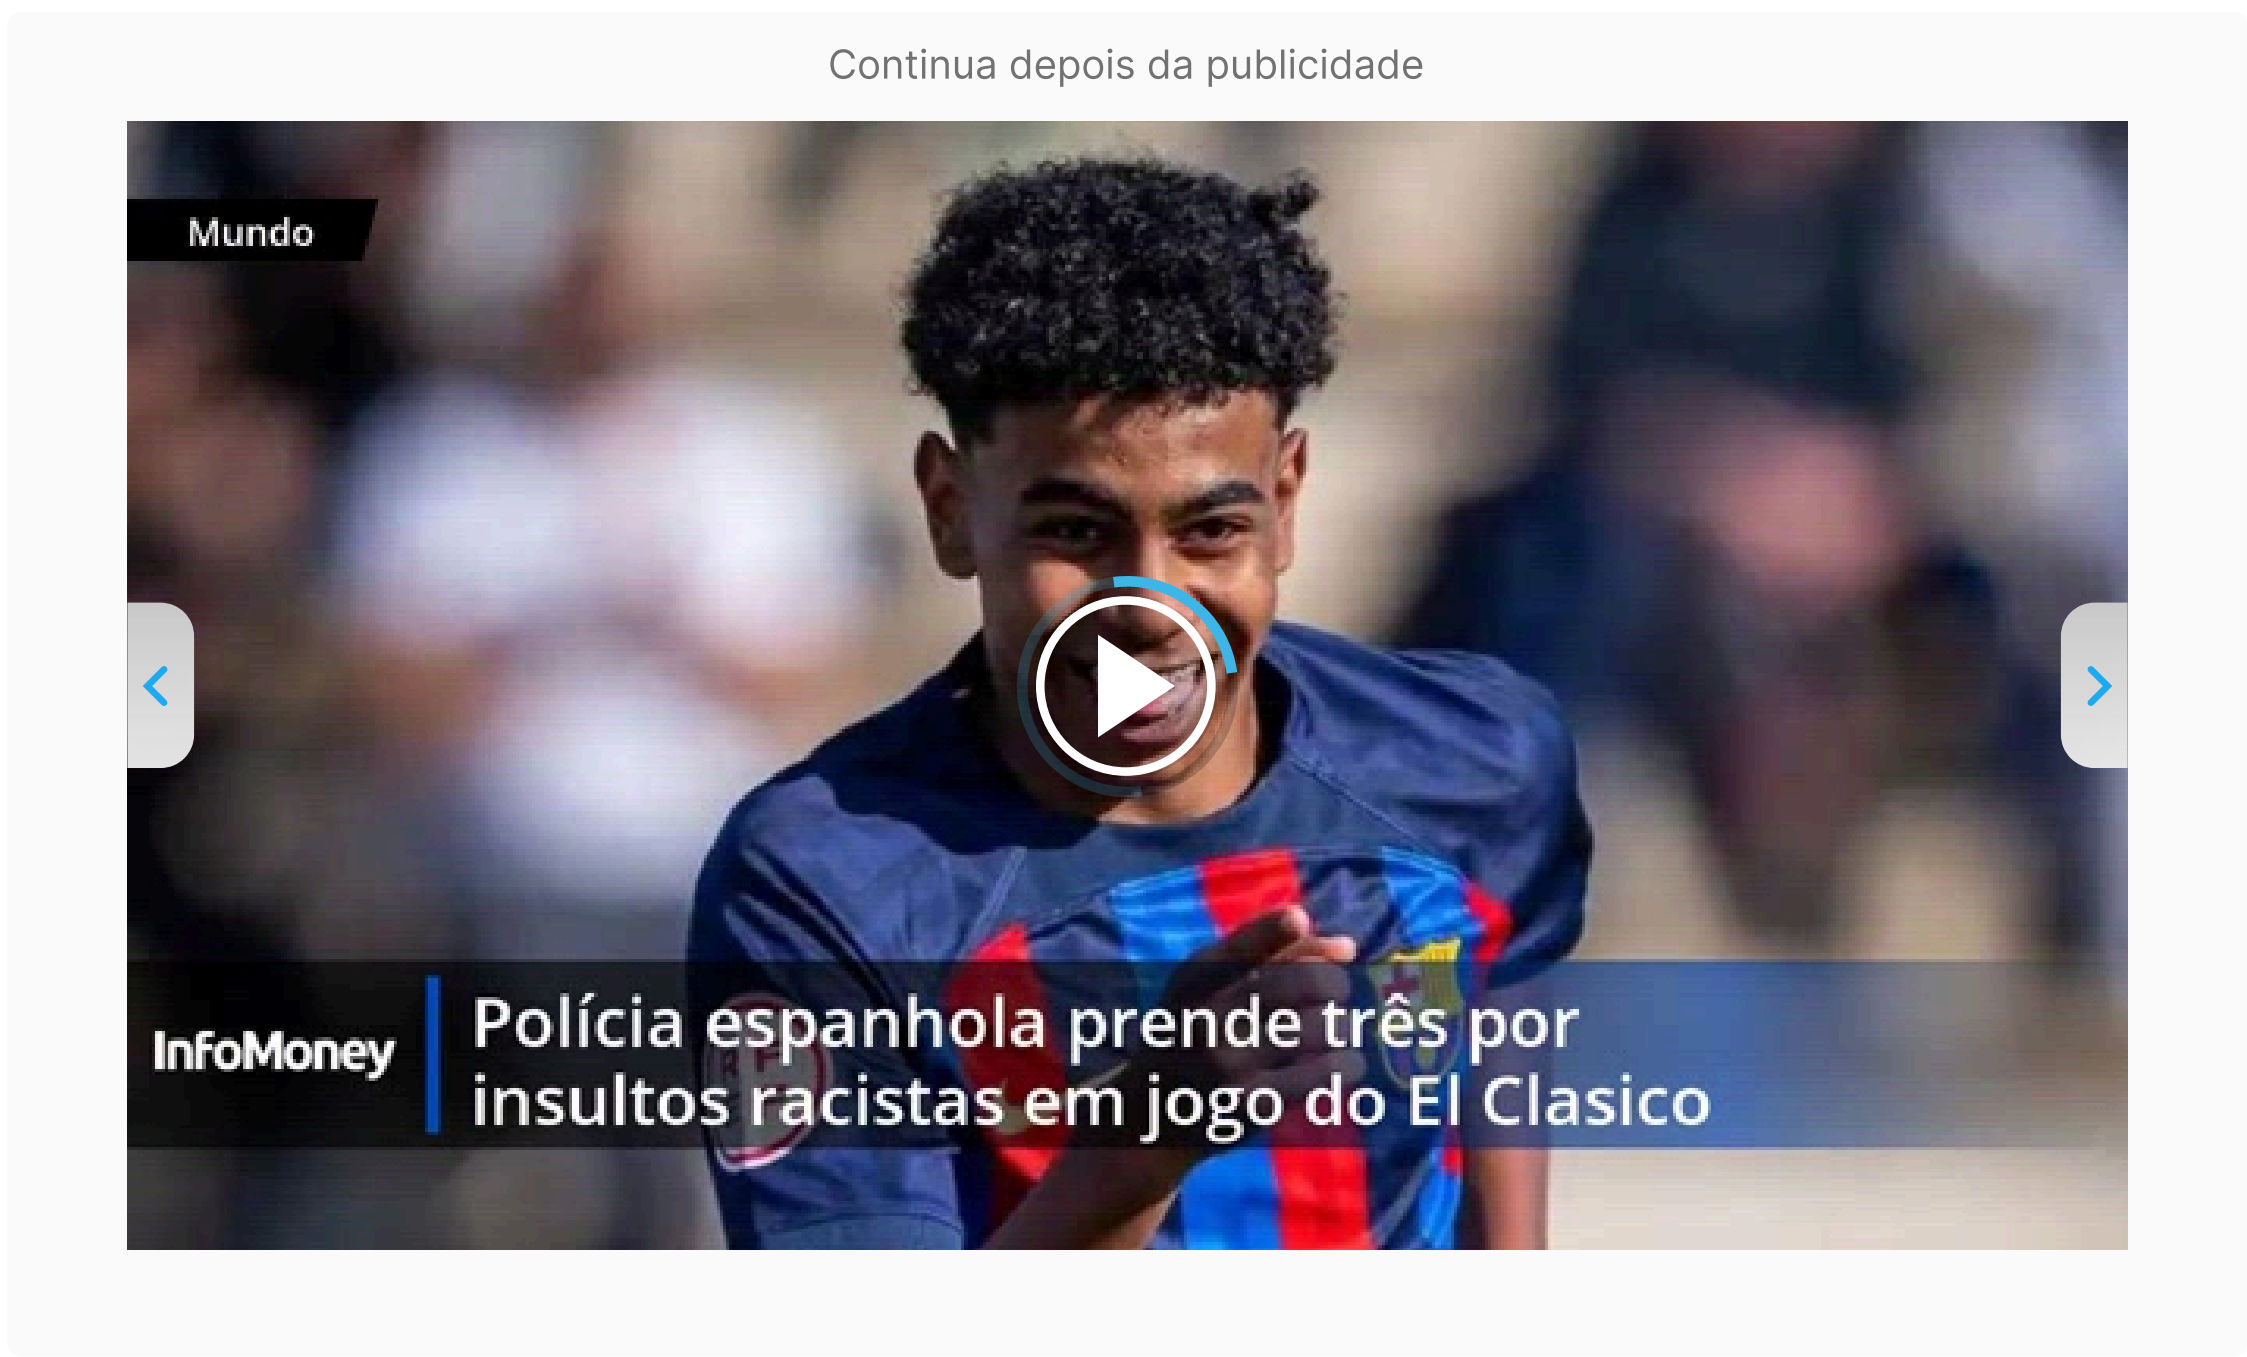 Continua depois da publicidade
Mundo
InfoMoney
Polícia espanhola prende três por
insultos racistas em jogo do El Clasico